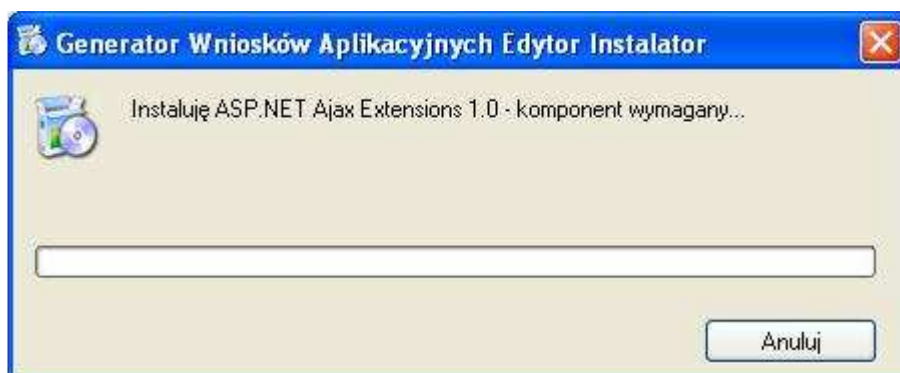 Generator Wniosków Aplikacyjnych Edytor Instalator
Instaluję ASP.NET Ajax Extensions 1.0 - komponent wymagany...
Anuluj